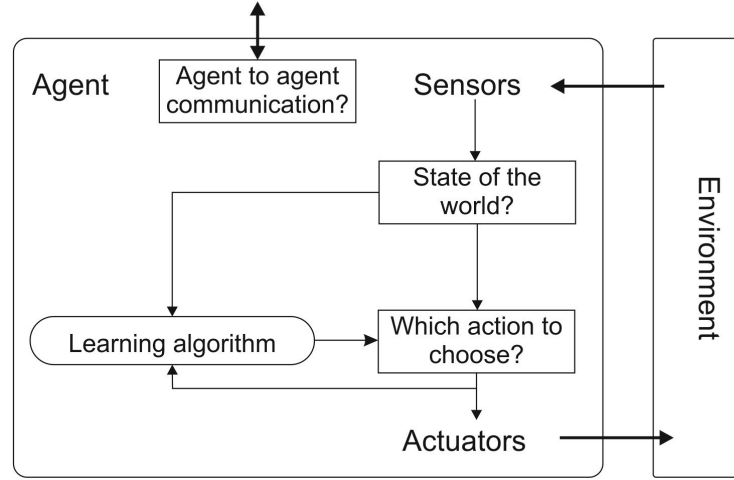 Agent
Agent to agent
communication?
Sensors
State of the
world?
Learning algorithm
Which action to
choose?
Actuators
Environment